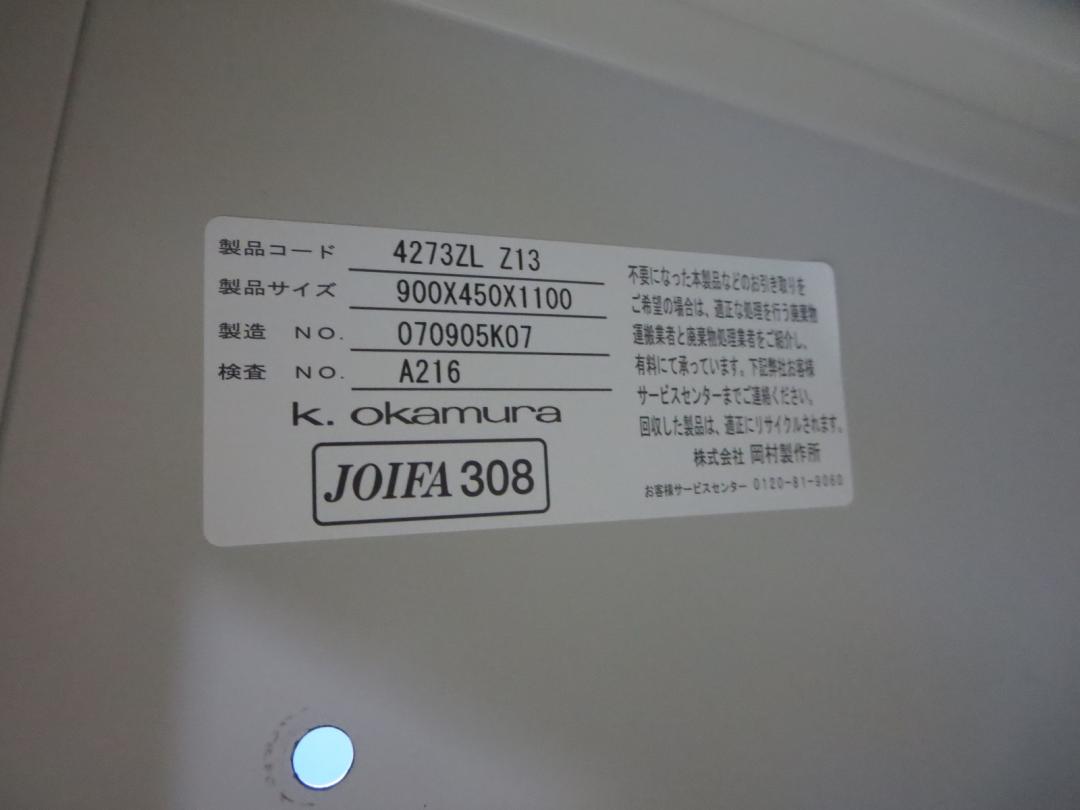 製品コード 4273ZL Z13
製品サイズ 900X450X1100
製造 NO. 070905K07
検査 NO. A216
k. okamura
JOIFA 308
不要になった本製品などのお引き取りを
ご希望の場合は、適正な処理を行う廃棄物
運搬業者と廃棄物処理業者をご紹介し、
有料にて承っています。下記弊社お客様
サービスセンターまでご連絡ください。
回収した製品は、適正にリサイクルされます。
株式会社 岡村製作所
お客様サービスセンター 0120-81-9060